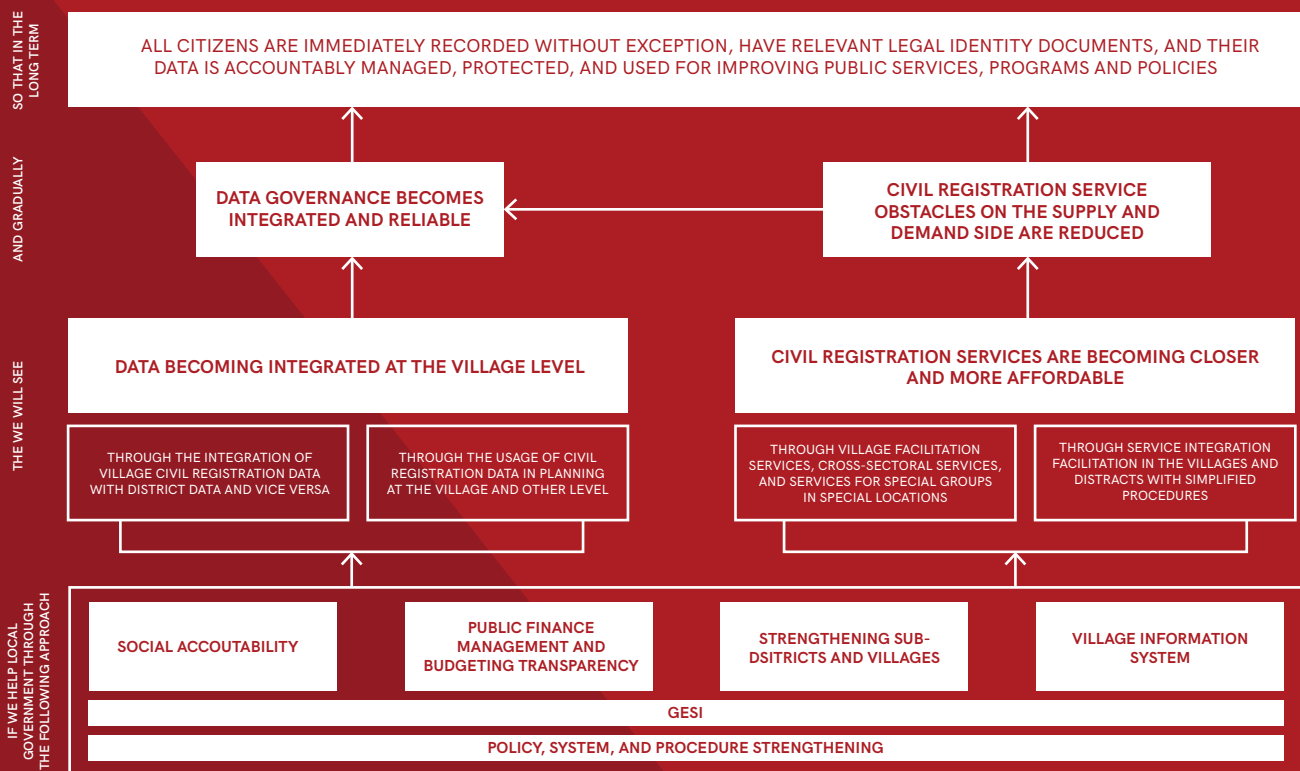 SO THAT IN THE
LONG TERM
ALL CITIZENS ARE IMMEDIATELY RECORDED WITHOUT EXCEPTION, HAVE RELEVANT LEGAL IDENTITY DOCUMENTS, AND THEIR
DATA IS ACCOUNTABLY MANAGED, PROTECTED, AND USED FOR IMPROVING PUBLIC SERVICES, PROGRAMS AND POLICIES
AND GRADUALLY
DATA GOVERNANCE BECOMES
INTEGRATED AND RELIABLE
CIVIL REGISTRATION SERVICE
OBSTACLES ON THE SUPPLY AND
DEMAND SIDE ARE REDUCED
THE WE WILL SEE
DATA BECOMING INTEGRATED AT THE VILLAGE LEVEL
CIVIL REGISTRATION SERVICES ARE BECOMING CLOSER
AND MORE AFFORDABLE
THROUGH THE INTEGRATION OF
VILLAGE CIVIL REGISTRATION DATA
WITH DISTRICT DATA AND VICE VERSA
THROUGH THE USAGE OF CIVIL
REGISTRATION DATA IN PLANNING
AT THE VILLAGE AND OTHER LEVEL
THROUGH VILLAGE FACILITATION
SERVICES, CROSS-SECTORAL SERVICES,
AND SERVICES FOR SPECIAL GROUPS
IN SPECIAL LOCATIONS
THROUGH SERVICE INTEGRATION
FACILITATION IN THE VILLAGES AND
DISTRACTS WITH SIMPLIFIED
PROCEDURES
IF WE HELP LOCAL
GOVERNMENT THROUGH
THE FOLLOWING APPROACH
SOCIAL ACCOUTABILITY
PUBLIC FINANCE
MANAGEMENT AND
BUDGETING TRANSPARENCY
STRENGTHENING SUB-
DSITRICTS AND VILLAGES
VILLAGE INFORMATION
SYSTEM
GESI
POLICY, SYSTEM, AND PROCEDURE STRENGTHENING